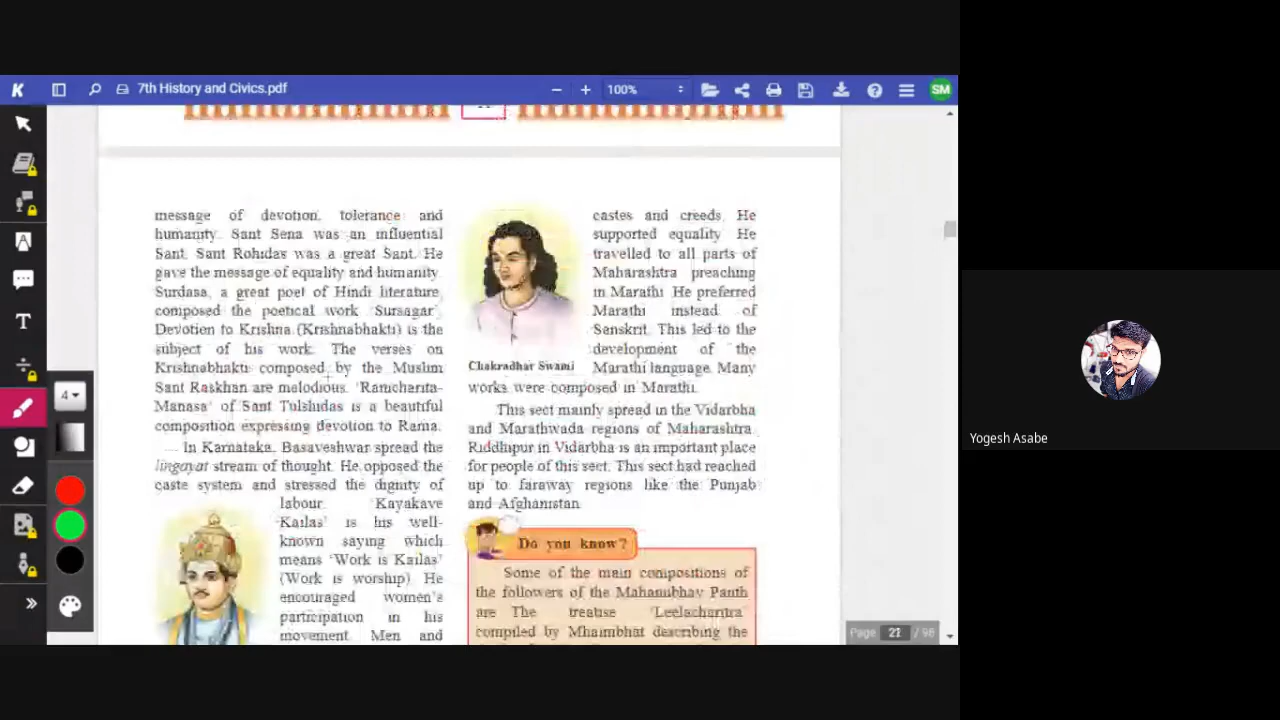 K
7th History and Civics.pdf
100%
SM
message of devotion, tolerance and
humanity. Sant Sena was an influential
Sant. Sant Rohidas was a great Sant. He
gave the message of equality and humanity.
Surdasa, a great poet of Hindi literature,
composed the poetical work 'Sursagar'.
Devotion to Krishna (Krishnabhakti) is the
subject of his work. The verses on
Krishnabhakti composed by the Muslim
Sant Raskhan are melodious. 'Ramcharita-
Manasa' of Sant Tulshidas is a beautiful
composition expressing devotion to Rama.
In Karnataka, Basaveshwar spread the
lingayat stream of thought. He opposed the
caste system and stressed the dignity of
labour. 'Kayakave
Kailas' is his well-
known saying which
means 'Work is Kailas'
(Work is worship). He
encouraged women's
participation in his
movement. Men and
Chakradhar Swami
castes and creeds. He
supported equality. He
travelled to all parts of
Maharashtra preaching
in Marathi. He preferred
Marathi instead of
Sanskrit. This led to the
development of the
Marathi language. Many
works were composed in Marathi.
This sect mainly spread in the Vidarbha
and Marathwada regions of Maharashtra.
Riddhipur in Vidarbha is an important place
for people of this sect. This sect had reached
up to faraway regions like the Punjab
and Afghanistan.
Do you know?
Some of the main compositions of
the followers of the Mahanubhav Panth
are The treatise 'Leelacharitra'
compiled by Mhaimbhat describing the
4
T
Page 21 / 98
Yogesh Asabe